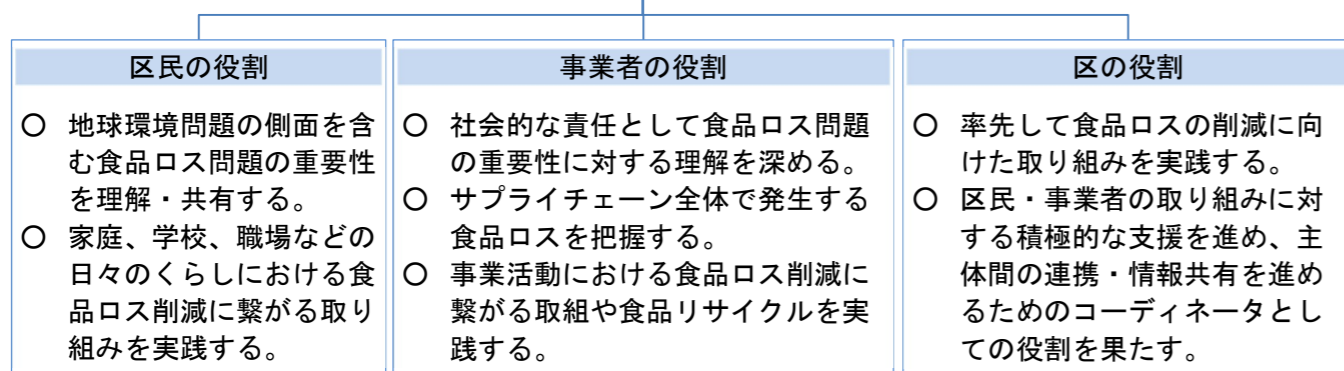 区民の役割
○ 地球環境問題の側面を含
む食品ロス問題の重要性
を理解・共有する。
○ 家庭、学校、職場などの
日々のくらしにおける食
品ロス削減に繋がる取り
組みを実践する。
事業者の役割
○ 社会的な責任として食品ロス問題
の重要性に対する理解を深める。
○ サプライチェーン全体で発生する
食品ロスを把握する。
○ 事業活動における食品ロス削減に
繋がる取組や食品リサイクルを実
践する。
区の役割
○ 率先して食品ロスの削減に向
けた取り組みを実践する。
○ 区民・事業者の取り組みに対
する積極的な支援を進め、主
体間の連携・情報共有を進め
るためのコーディネータとし
ての役割を果たす。